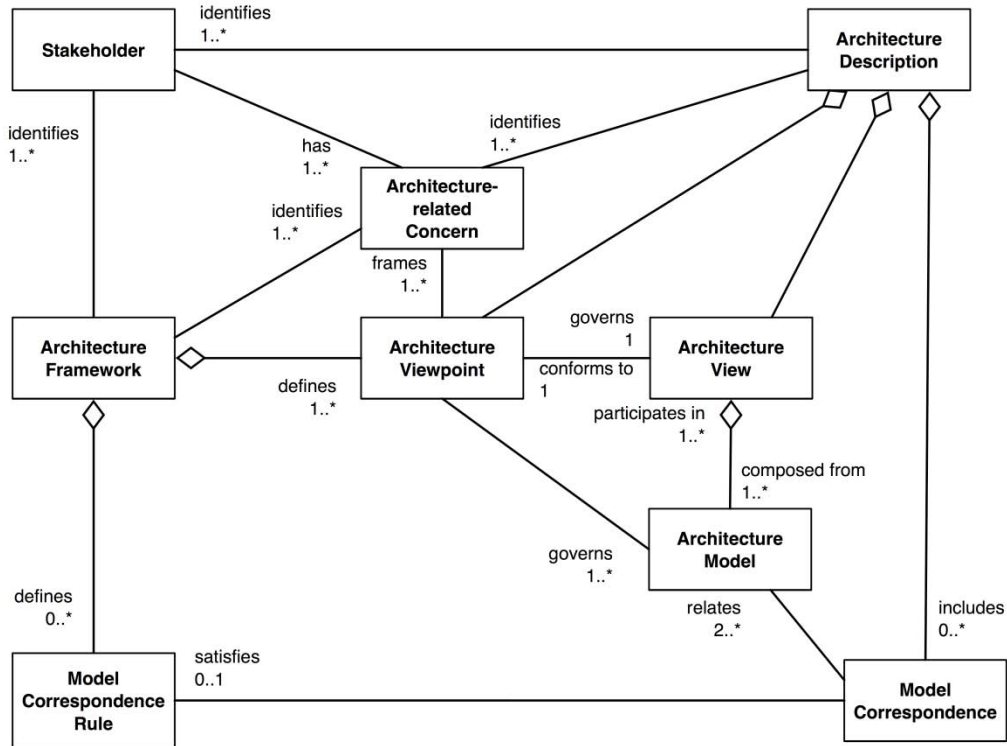 identifies
1..*
Stakeholder
Architecture
Description
identifies
1..*
has
1..*
identifies
1..*
Architecture-
related
Concern
identifies
1..*
frames
1..*
Architecture
Framework
defines
1..*
Architecture
Viewpoint
governs
1
conforms to
1
Architecture
View
participates in
1..*
composed from
1..*
governs
1..*
Architecture
Model
defines
0..*
relates
2..*
includes
0..*
Model
Correspondence
Rule
satisfies
0..1
Model
Correspondence